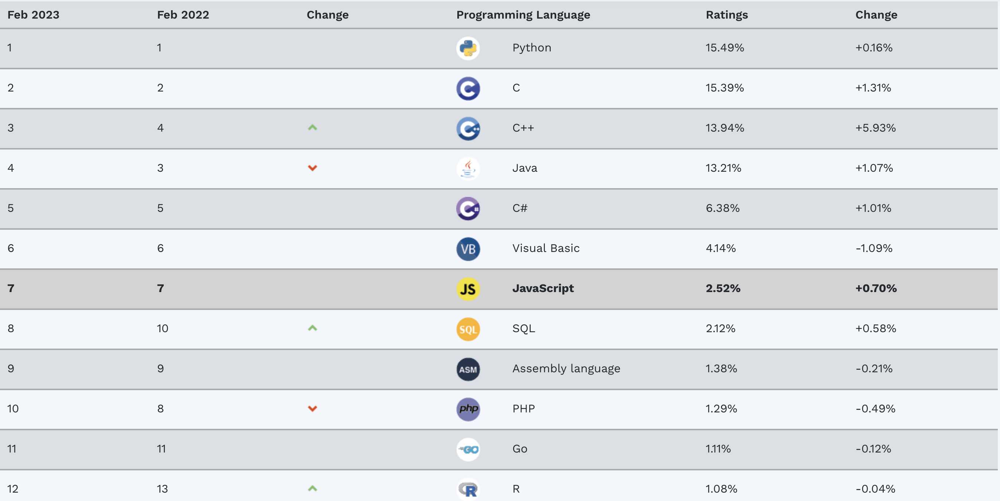 Feb 2023 Feb 2022 Change Programming Language Ratings Change
1 1 Python 15.49% +0.16%
2 2 C C 15.39% +1.31%
3 4 C++ C++ 13.94% +5.93%
4 3 Java 13.21% +1.07%
5 5 C# C# 6.38% +1.01%
6 6 VB Visual Basic 4.14% -1.09%
7 7 JS JavaScript 2.52% +0.70%
8 10 SQL SQL 2.12% +0.58%
9 9 ASM Assembly language 1.38% -0.21%
10 8 php PHP 1.29% -0.49%
11 11 GO Go 1.11% -0.12%
12 13 R R 1.08% -0.04%